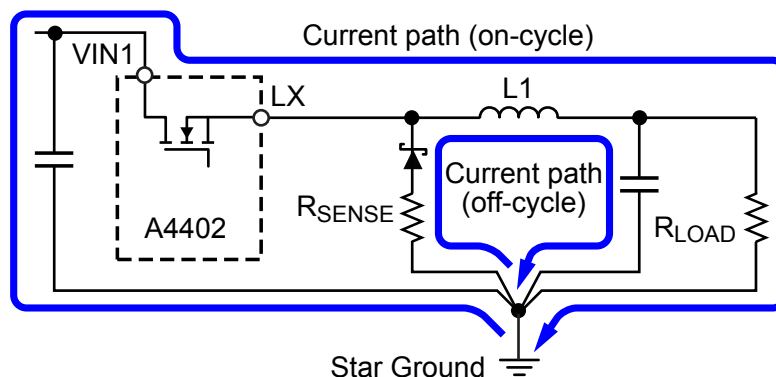 Current path (on-cycle)
VIN1
LX
L1
Current path
(off-cycle)
RSENSE
A4402
RLOAD
Star Ground